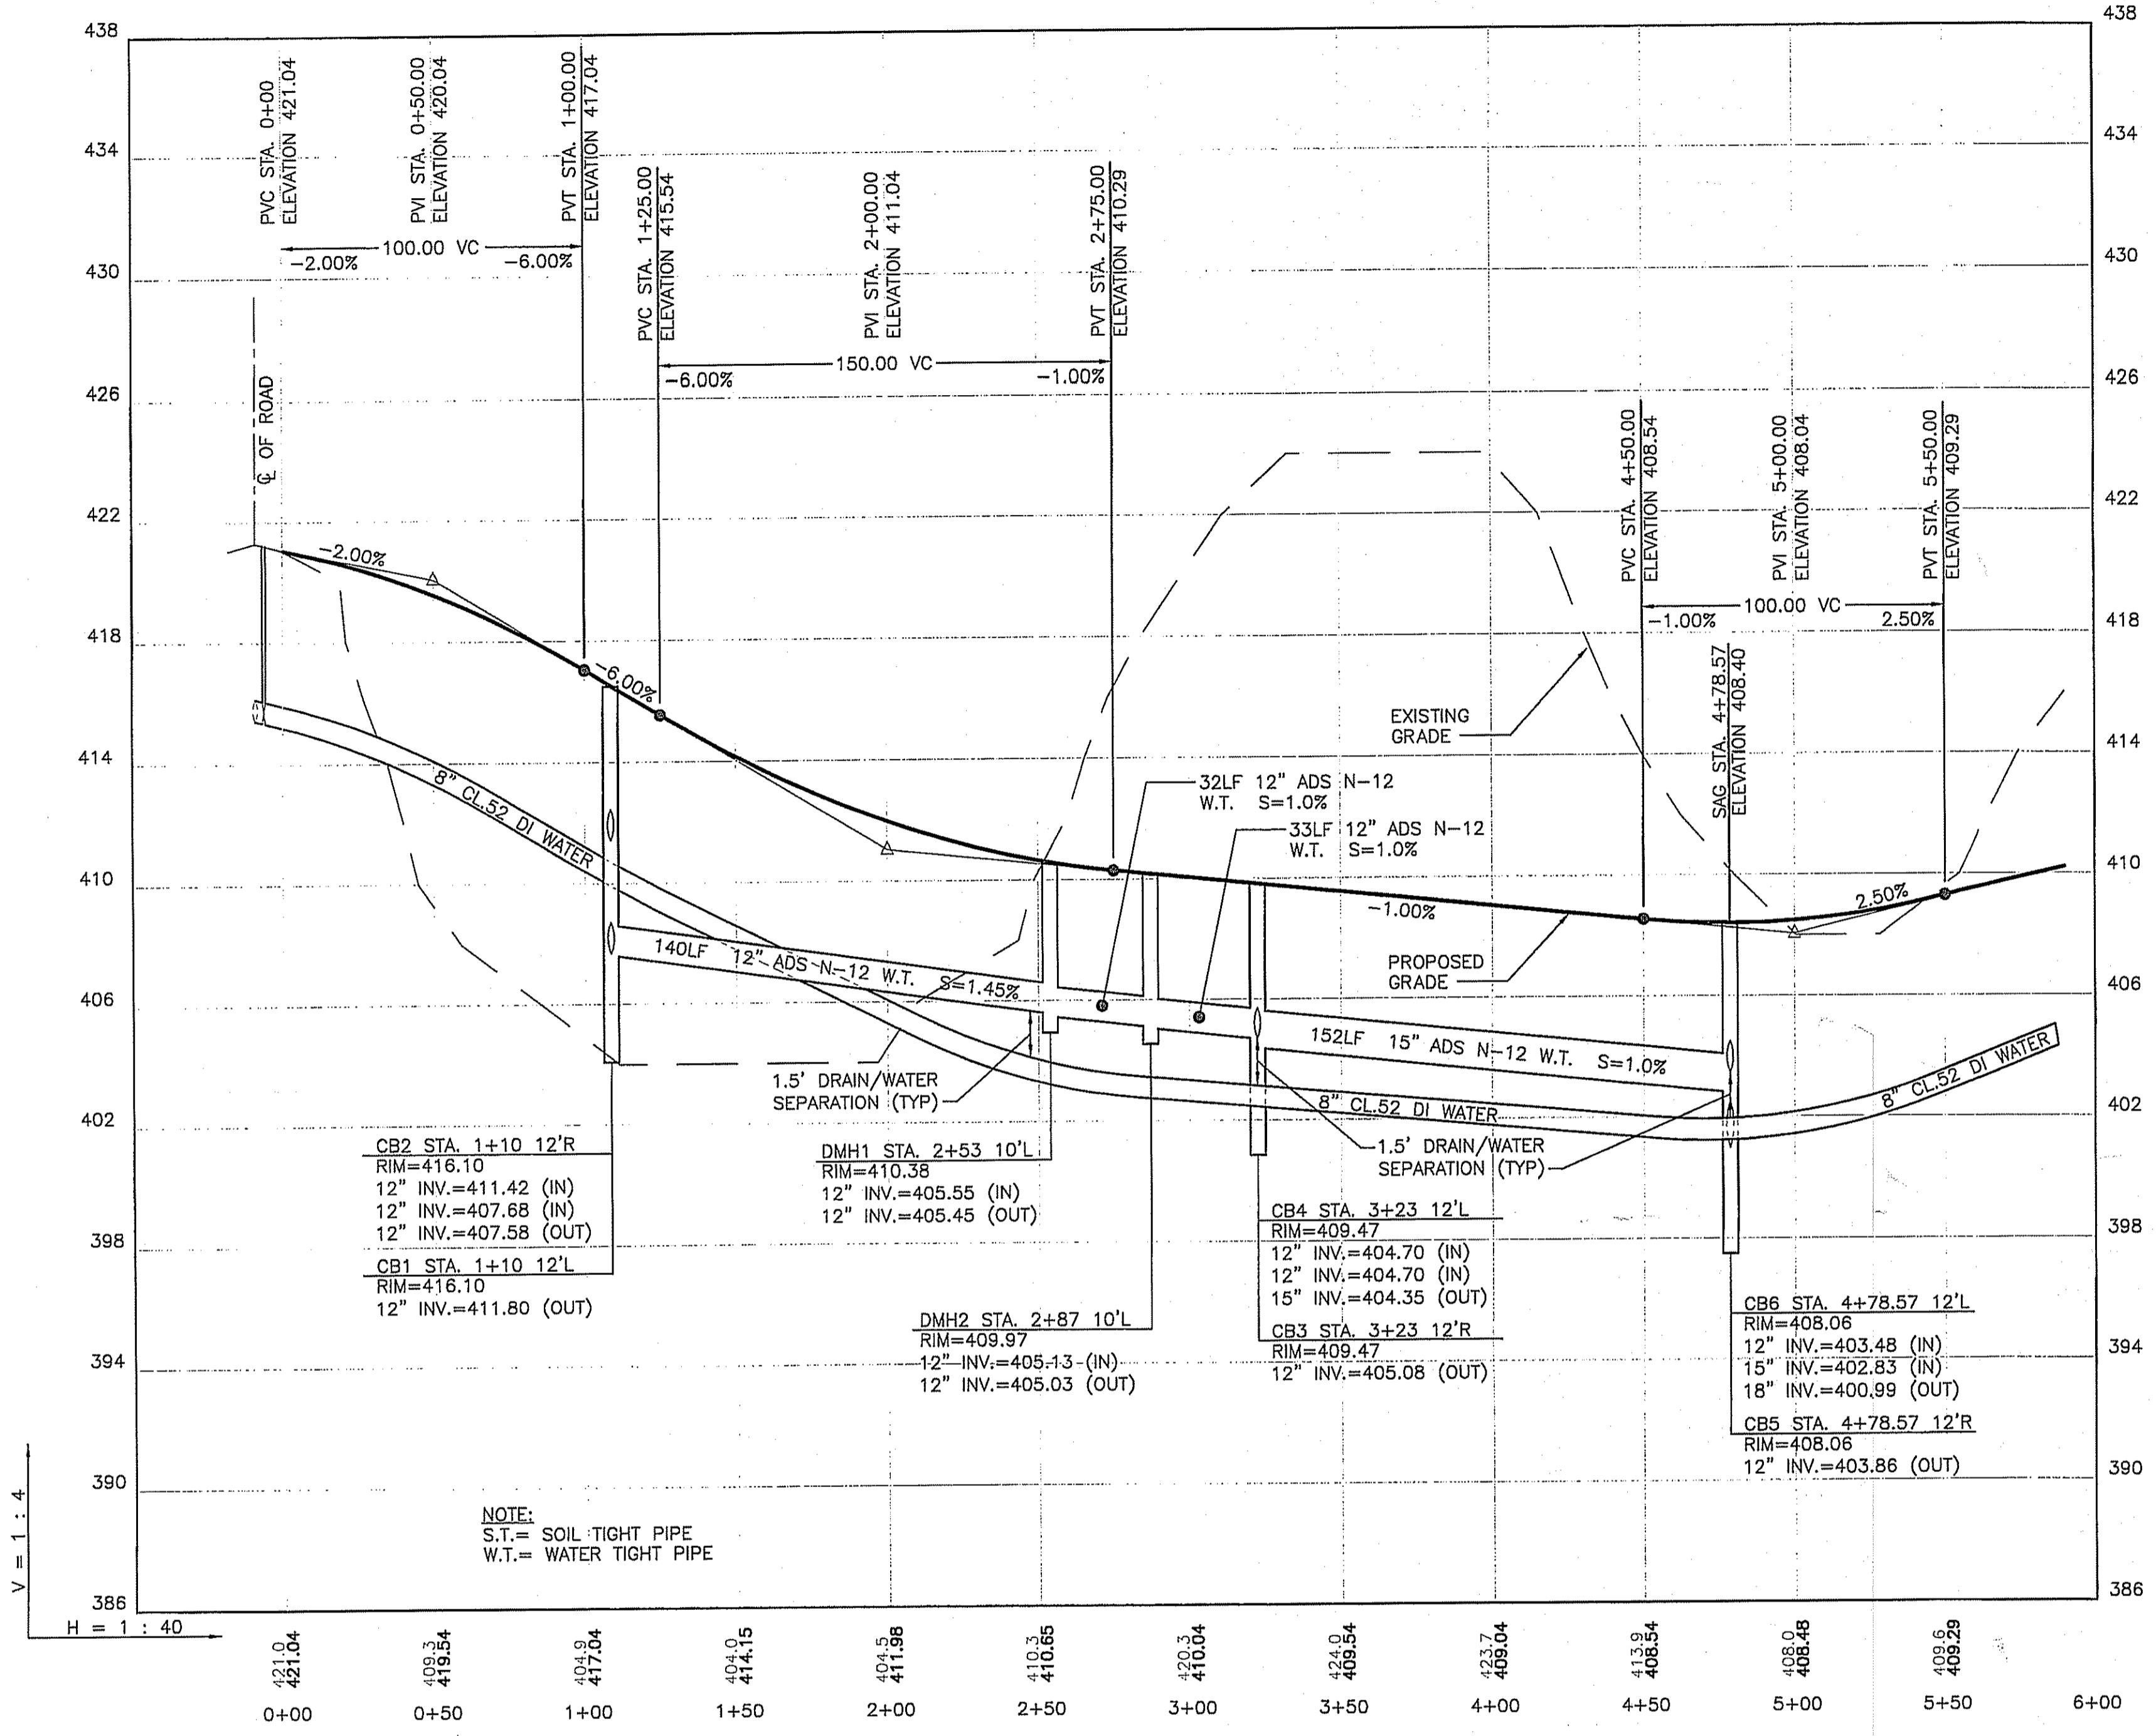 438
438
434
434
430
430
426
426
422
422
418
418
414
414
410
410
406
406
402
402
398
398
394
394
390
390
386
386
PVC STA. 0+00
ELEVATION 421.04
PVI STA. 0+50.00
ELEVATION 420.04
PVT STA. 1+00.00
ELEVATION 417.04
100.00 VC
-2.00%
-6.00%
PVC STA. 1+25.00
ELEVATION 415.54
PVI STA. 2+00.00
ELEVATION 411.04
PVT STA. 2+75.00
ELEVATION 410.29
150.00 VC
-6.00%
-1.00%
PVC STA. 4+50.00
ELEVATION 408.54
PVI STA. 5+00.00
ELEVATION 408.04
PVT STA. 5+50.00
ELEVATION 409.29
100.00 VC
-1.00%
2.50%
SAG STA. 4+78.57
ELEVATION 408.40
℄ OF ROAD
-2.00%
-6.00%
-1.00%
2.50%
EXISTING
GRADE
PROPOSED
GRADE
8" CL.52 DI WATER
32LF 12" ADS N-12
W.T. S=1.0%
33LF 12" ADS N-12
W.T. S=1.0%
140LF 12" ADS N-12 W.T. S=1.45%
152LF 15" ADS N-12 W.T. S=1.0%
8" CL.52 DI WATER
8" CL.52 DI WATER
1.5' DRAIN/WATER
SEPARATION (TYP)
1.5' DRAIN/WATER
SEPARATION (TYP)
CB2 STA. 1+10 12'R
RIM=416.10
12" INV.=411.42 (IN)
12" INV.=407.68 (IN)
12" INV.=407.58 (OUT)
CB1 STA. 1+10 12'L
RIM=416.10
12" INV.=411.80 (OUT)
DMH1 STA. 2+53 10'L
RIM=410.38
12" INV.=405.55 (IN)
12" INV.=405.45 (OUT)
DMH2 STA. 2+87 10'L
RIM=409.97
12" INV.=405.13 (IN)
12" INV.=405.03 (OUT)
CB4 STA. 3+23 12'L
RIM=409.47
12" INV.=404.70 (IN)
12" INV.=404.70 (IN)
15" INV.=404.35 (OUT)
CB3 STA. 3+23 12'R
RIM=409.47
12" INV.=405.08 (OUT)
CB6 STA. 4+78.57 12'L
RIM=408.06
12" INV.=403.48 (IN)
15" INV.=402.83 (IN)
18" INV.=400.99 (OUT)
CB5 STA. 4+78.57 12'R
RIM=408.06
12" INV.=403.86 (OUT)
NOTE:
S.T.= SOIL TIGHT PIPE
W.T.= WATER TIGHT PIPE
V = 1 : 4
H = 1 : 40
421.0
421.04
409.3
419.54
404.9
417.04
404.0
414.15
404.5
411.98
410.3
410.65
420.3
410.04
424.0
409.54
423.7
409.04
413.9
408.54
408.0
408.48
409.6
409.29
0+00
0+50
1+00
1+50
2+00
2+50
3+00
3+50
4+00
4+50
5+00
5+50
6+00